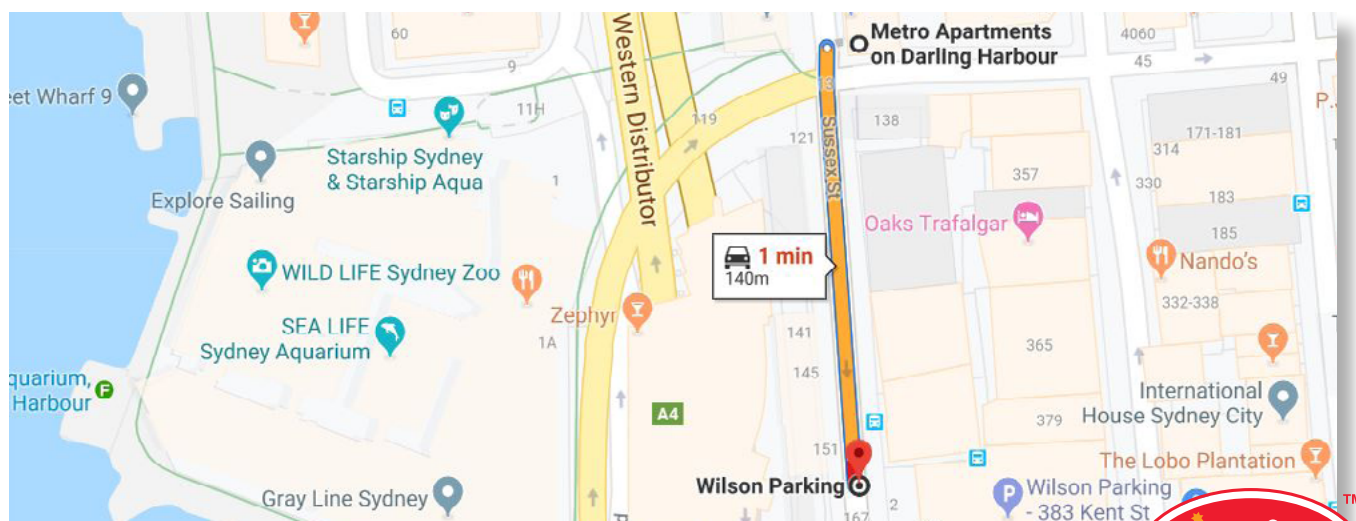 Metro Apartments
on Darling Harbour
4060
45
49
P.
60
9
eet Wharf 9
11H
Western Distributor
119
13
Sussex St
121
138
171-181
314
Starship Sydney
& Starship Aqua
1
357
330
183
Explore Sailing
Oaks Trafalgar
185
1 min
140m
WILD LIFE Sydney Zoo
Nando's
332-338
Zephyr
SEA LIFE
Sydney Aquarium
1A
141
365
145
quarium,
Harbour
F
International
House Sydney City
A4
379
151
The Lobo Plantation
Wilson Parking
Gray Line Sydney
2
167
P
Wilson Parking
- 383 Kent St
TM